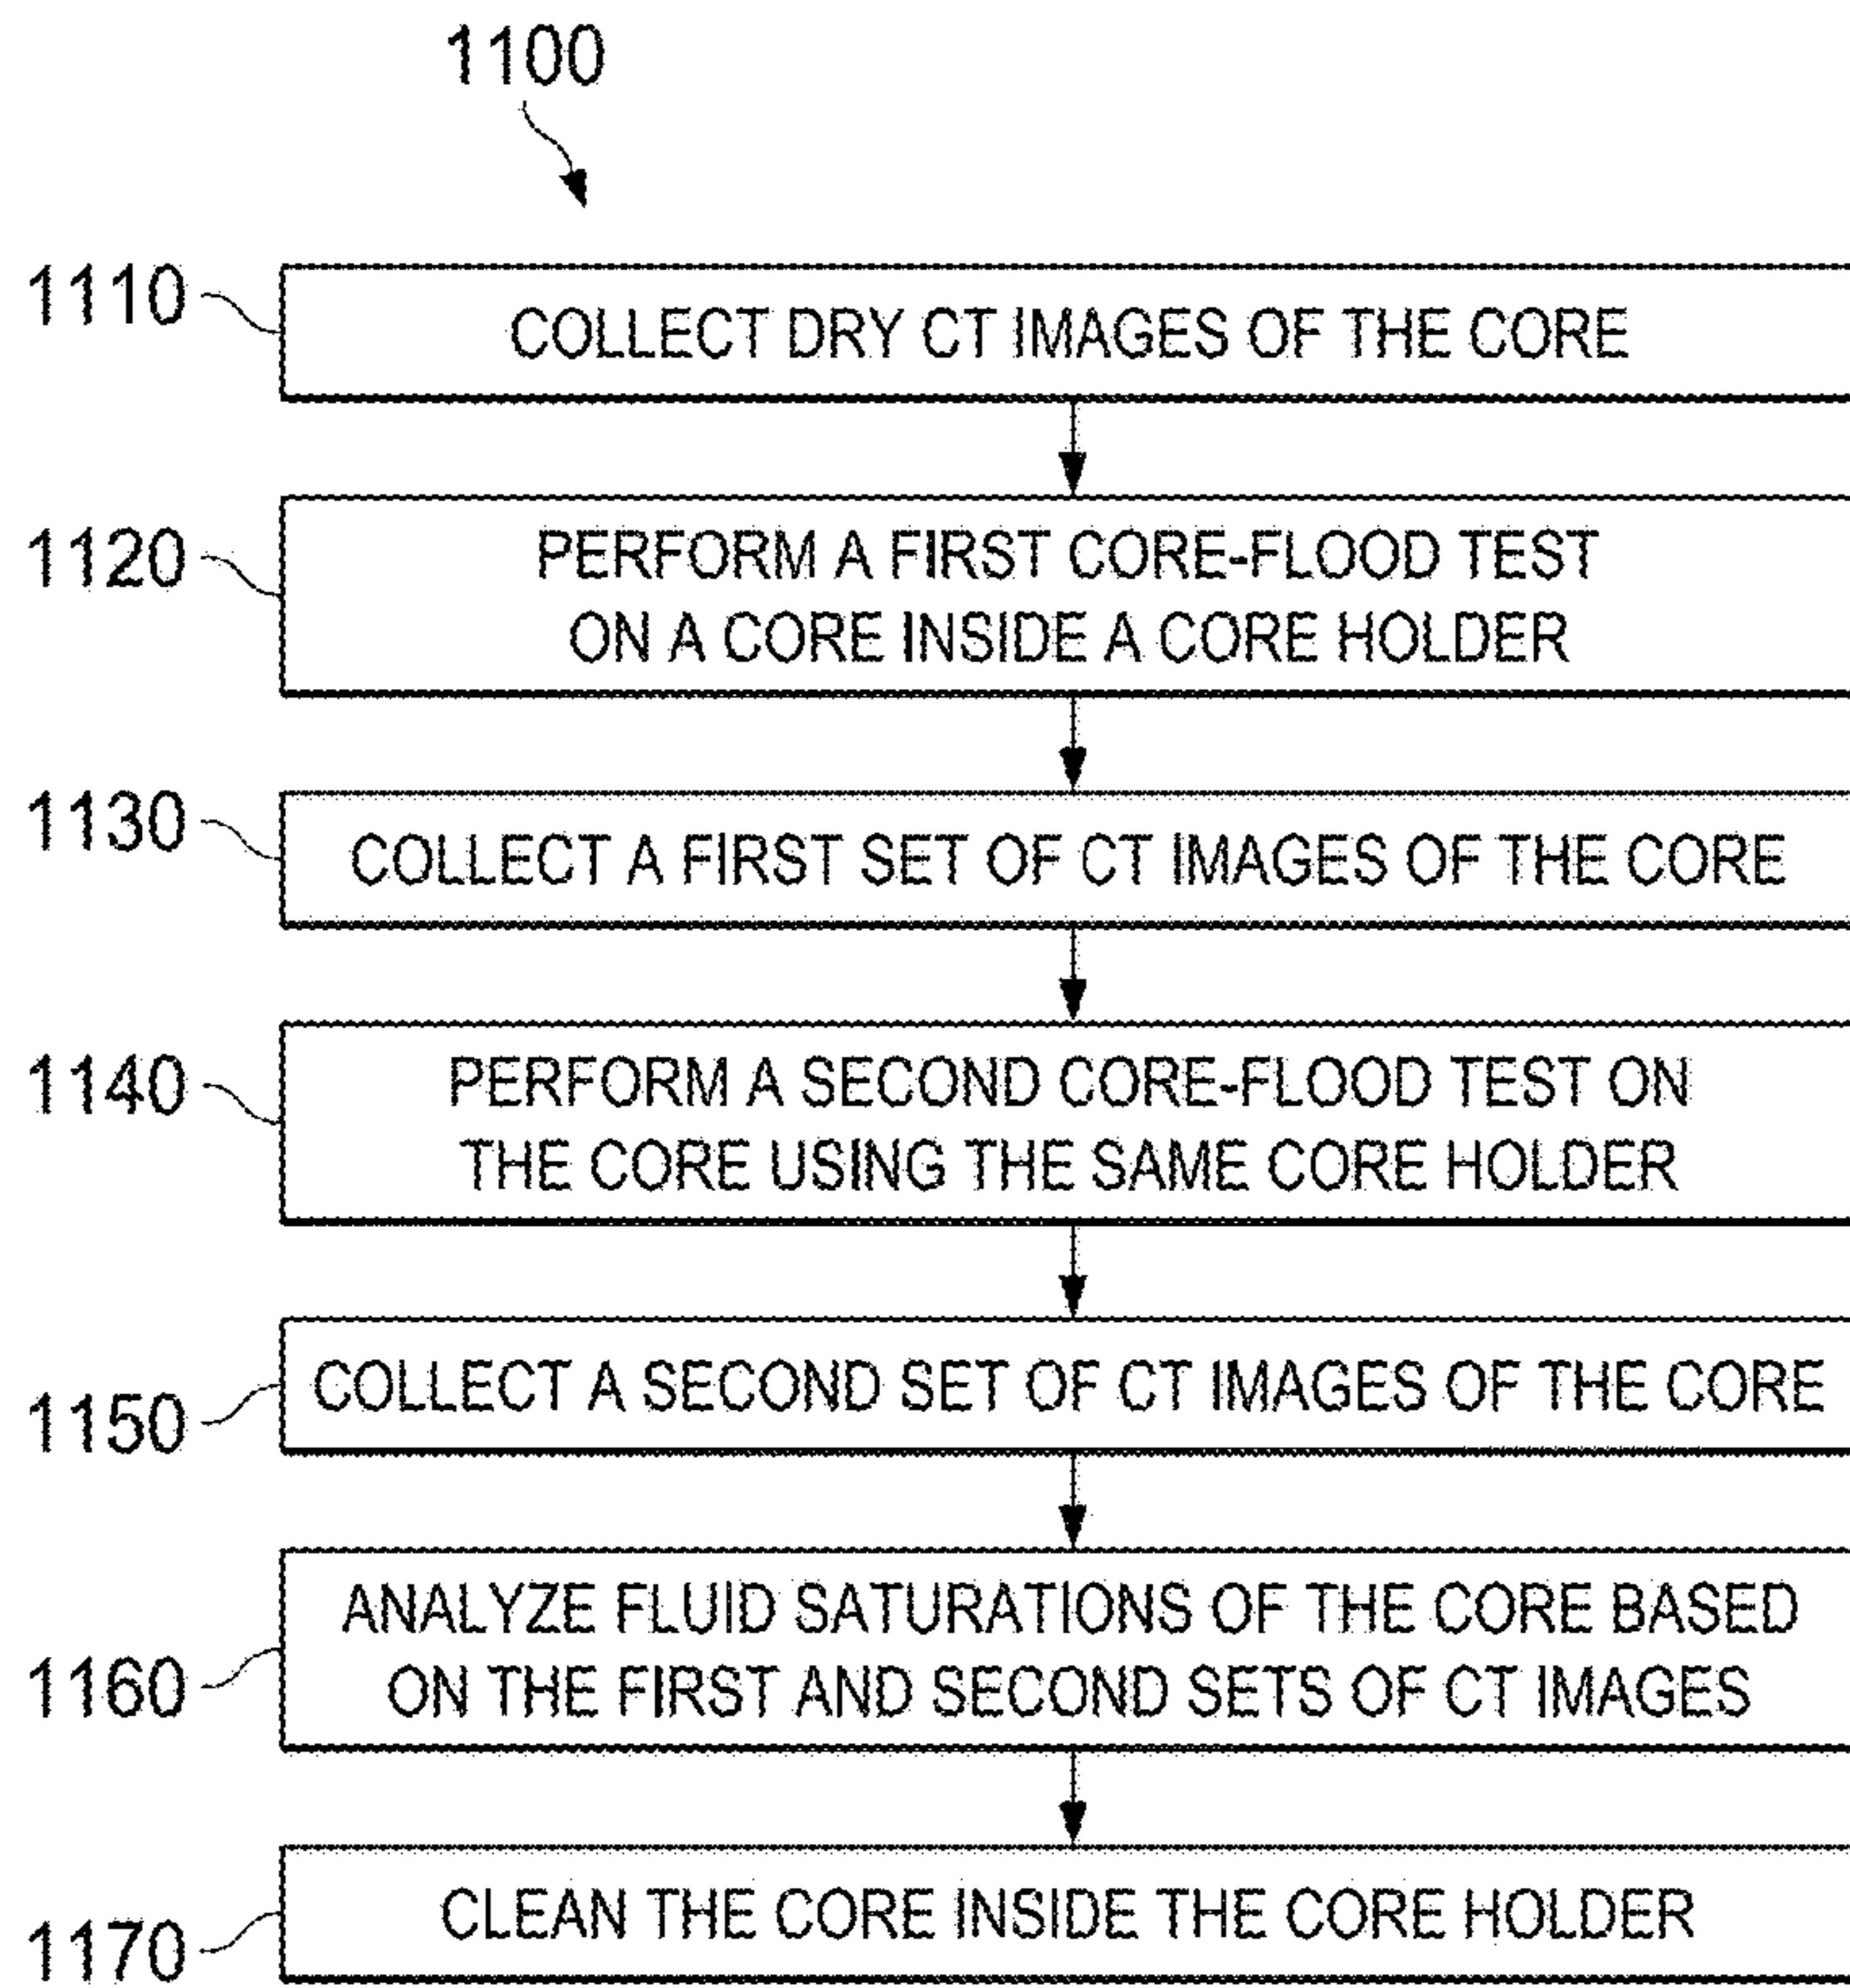 1100
1110
COLLECT DRY CT IMAGES OF THE CORE
1120
PERFORM A FIRST CORE-FLOOD TEST
ON A CORE INSIDE A CORE HOLDER
1130
COLLECT A FIRST SET OF CT IMAGES OF THE CORE
1140
PERFORM A SECOND CORE-FLOOD TEST ON
THE CORE USING THE SAME CORE HOLDER
1150
COLLECT A SECOND SET OF CT IMAGES OF THE CORE
1160
ANALYZE FLUID SATURATIONS OF THE CORE BASED
ON THE FIRST AND SECOND SETS OF CT IMAGES
1170
CLEAN THE CORE INSIDE THE CORE HOLDER